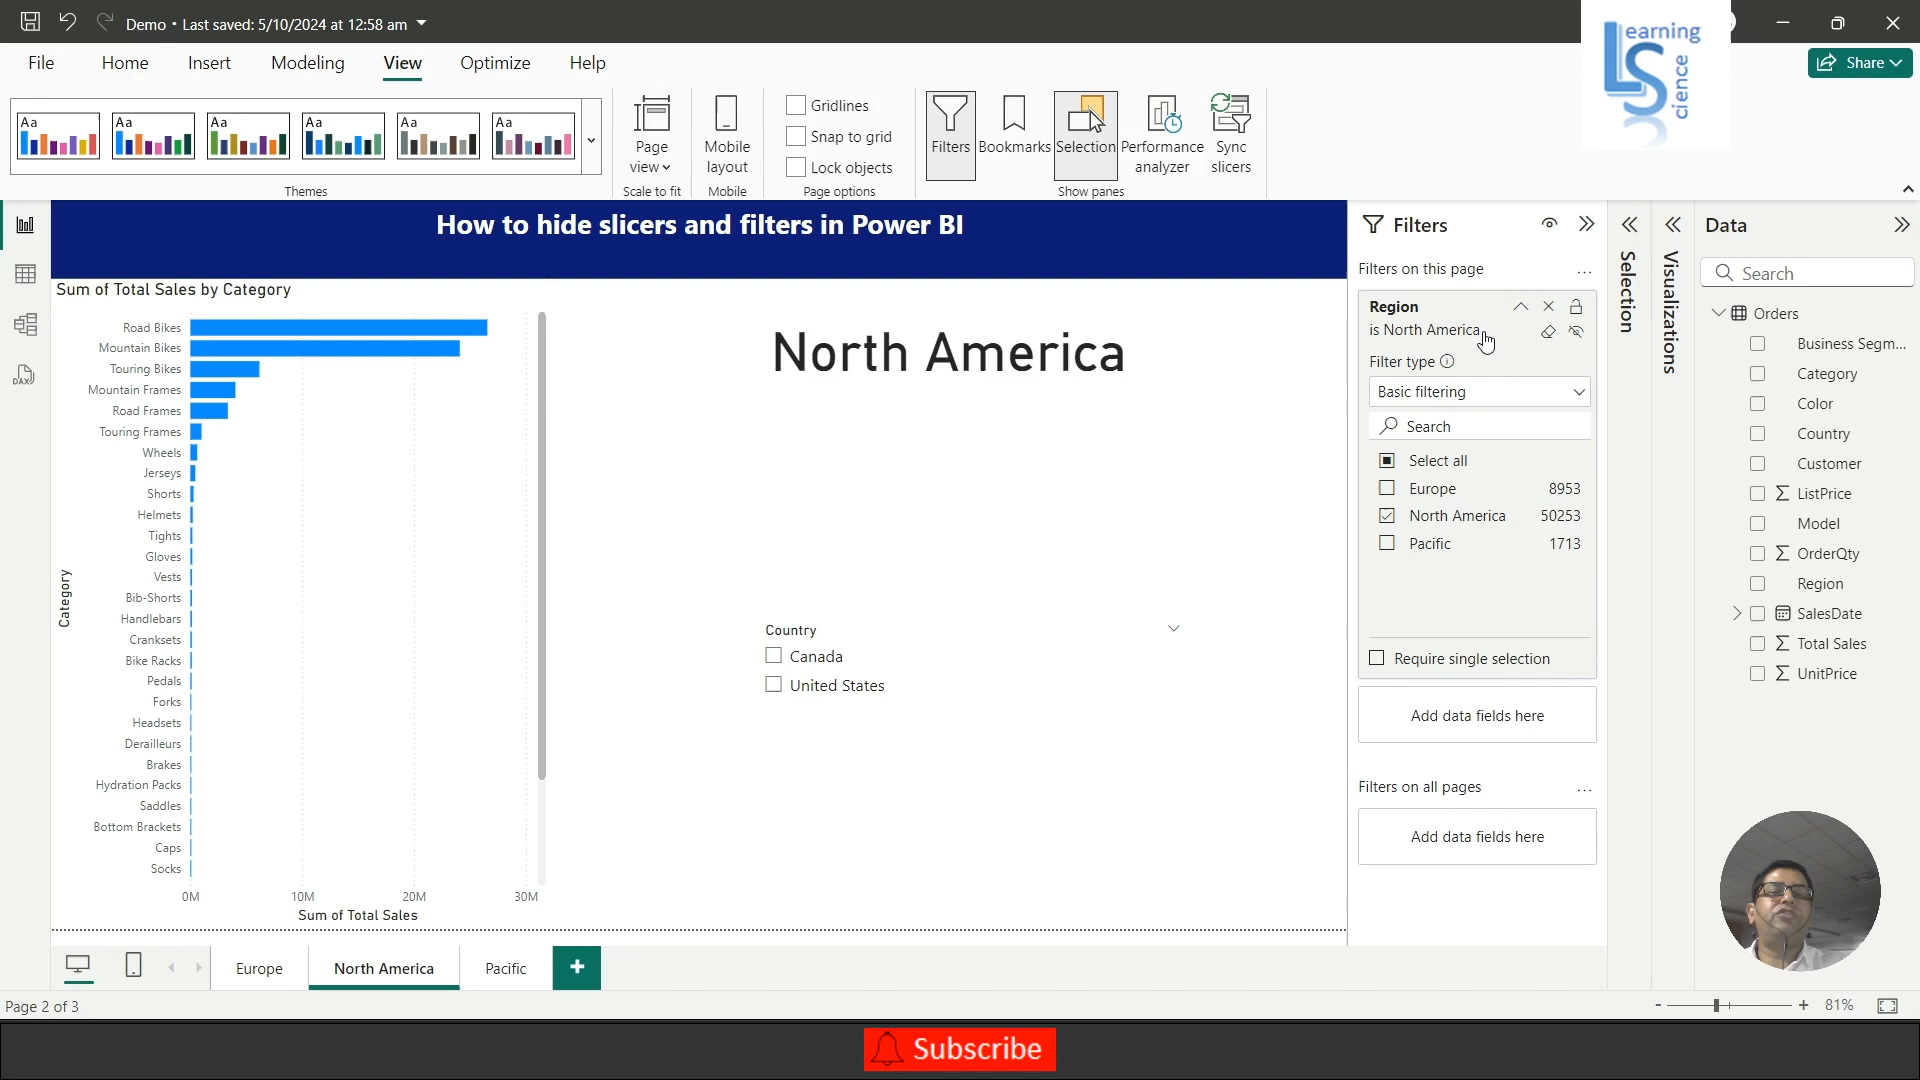 Demo • Last saved: 5/10/2024 at 12:58 am
Learning
Science
File
Home
Insert
Modeling
View
Optimize
Help
Share
Aa
Aa
Aa
Aa
Aa
Aa
Themes
Page
view
Scale to fit
Mobile
layout
Mobile
Gridlines
Snap to grid
Lock objects
Page options
Filters
Bookmarks
Selection
Performance
analyzer
Sync
slicers
Show panes
How to hide slicers and filters in Power BI
Sum of Total Sales by Category
Road Bikes
Mountain Bikes
Touring Bikes
Mountain Frames
Road Frames
Touring Frames
Wheels
Jerseys
Shorts
Helmets
Tights
Gloves
Vests
Bib-Shorts
Handlebars
Cranksets
Bike Racks
Pedals
Forks
Headsets
Derailleurs
Brakes
Hydration Packs
Saddles
Bottom Brackets
Caps
Socks
Category
0M
10M
20M
30M
Sum of Total Sales
North America
Country
Canada
United States
Filters
Filters on this page
...
Region
is North America
Filter type
Basic filtering
Search
Select all
Europe 8953
North America 50253
Pacific 1713
Require single selection
Add data fields here
Filters on all pages
...
Add data fields here
Selection
Visualizations
Data
Search
Orders
Business Segm...
Category
Color
Country
Customer
ListPrice
Model
OrderQty
Region
SalesDate
Total Sales
UnitPrice
DAX
Europe
North America
Pacific
+
Page 2 of 3
- + 81%
Subscribe